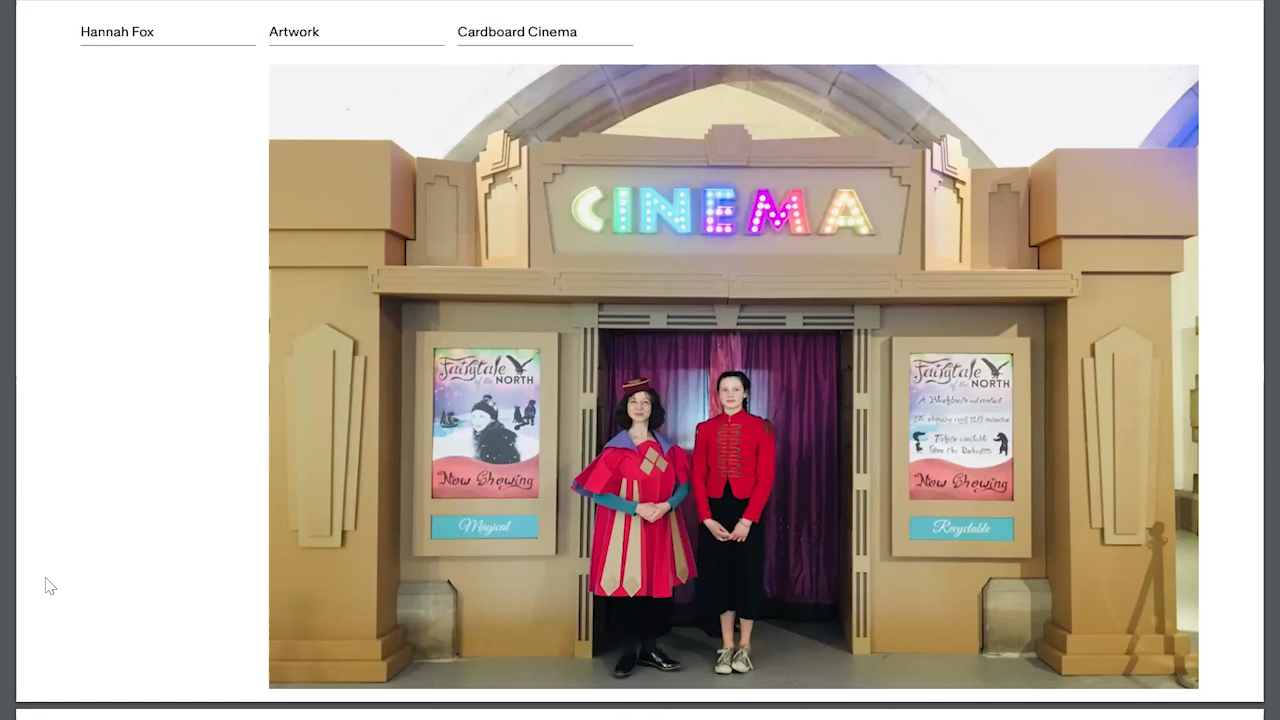 Hannah Fox
Artwork
Cardboard Cinema
CINEMA
Fairytale
of the NORTH
Now Showing
Magical
Fairytale
of the NORTH
Now Showing
Recyclable